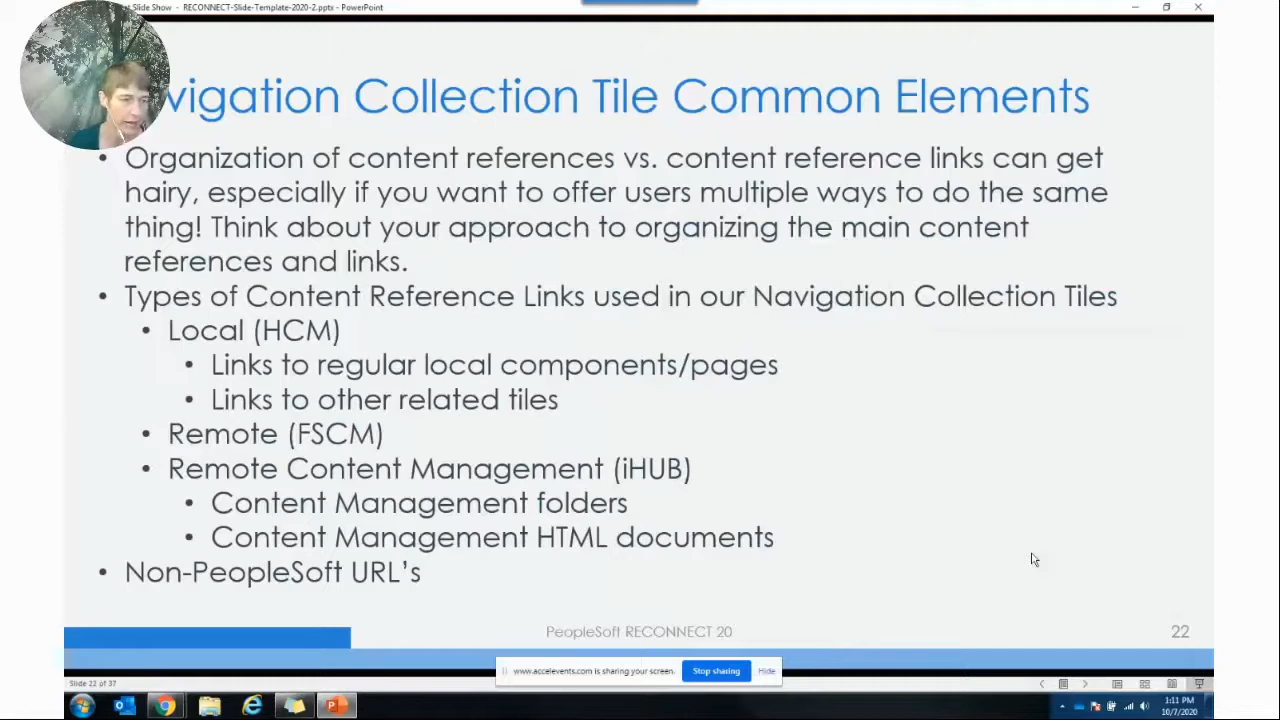 t Slide Show - RECONNECT-Slide-Template-2020-2.pptx - PowerPoint
vigation Collection Tile Common Elements
• Organization of content references vs. content reference links can get
hairy, especially if you want to offer users multiple ways to do the same
thing! Think about your approach to organizing the main content
references and links.
• Types of Content Reference Links used in our Navigation Collection Tiles
• Local (HCM)
• Links to regular local components/pages
• Links to other related tiles
• Remote (FSCM)
• Remote Content Management (iHUB)
• Content Management folders
• Content Management HTML documents
• Non-PeopleSoft URL’s
PeopleSoft RECONNECT 20
22
www.accelevents.com is sharing your screen.
Stop sharing
Hide
Slide 22 of 37
1:11 PM
10/7/2020